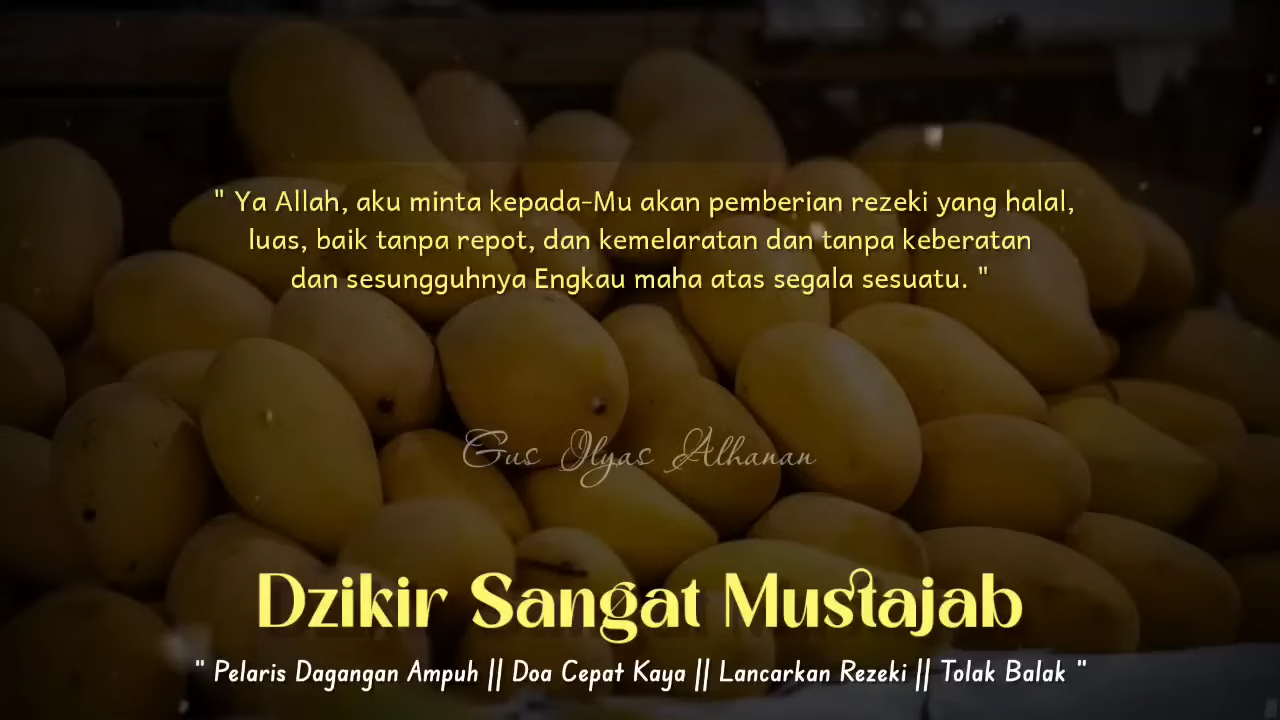 " Ya Allah, aku minta kepada-Mu akan pemberian rezeki yang halal,
luas, baik tanpa repot, dan kemelaratan dan tanpa keberatan
dan sesungguhnya Engkau maha atas segala sesuatu. "
Gus Ilyas Alhanan
Dzikir Sangat Mustajab
" Pelaris Dagangan Ampuh || Doa Cepat Kaya || Lancarkan Rezeki || Tolak Balak "